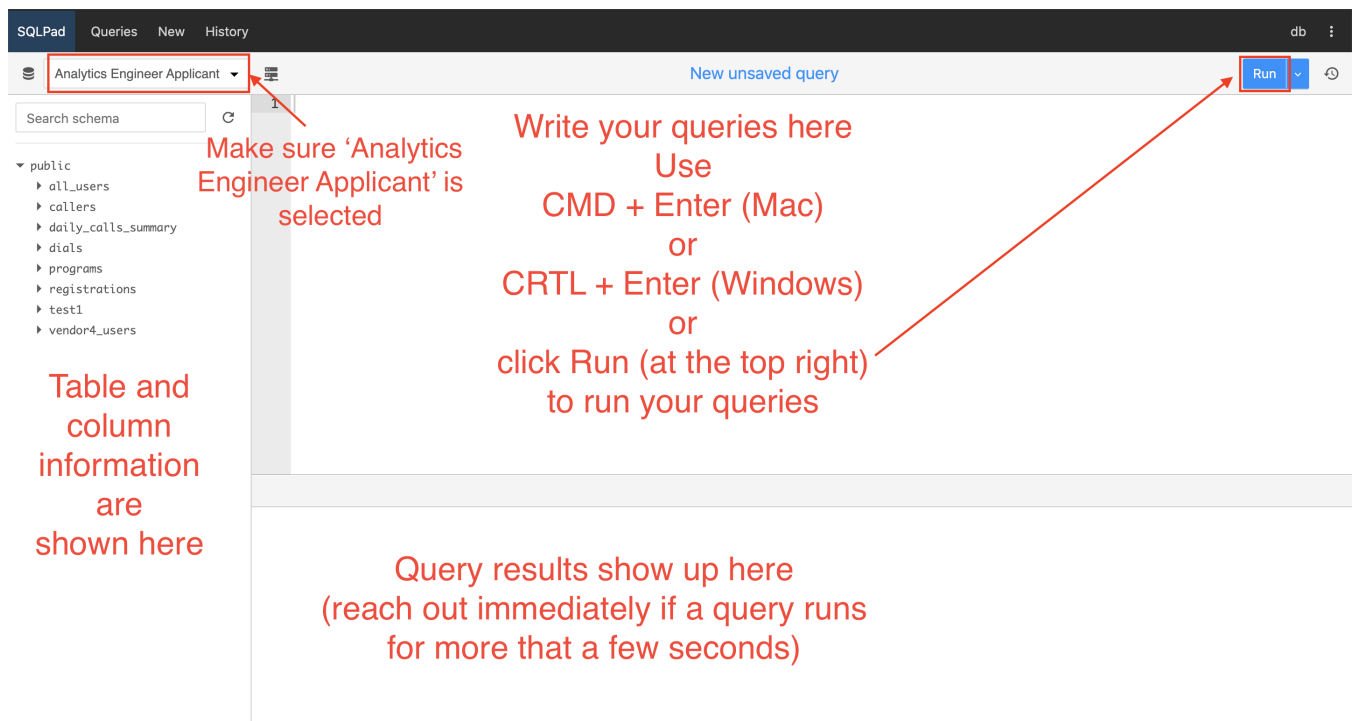 SQLPad Queries New History db
Analytics Engineer Applicant New unsaved query Run
Search schema
1
Write your queries here
Use
CMD + Enter (Mac)
or
CRTL + Enter (Windows)
or
click Run (at the top right)
to run your queries
Make sure ‘Analytics
Engineer Applicant’ is
selected
public
all_users
callers
daily_calls_summary
dials
programs
registrations
test1
vendor4_users
Table and
column
information
are
shown here
Query results show up here
(reach out immediately if a query runs
for more that a few seconds)